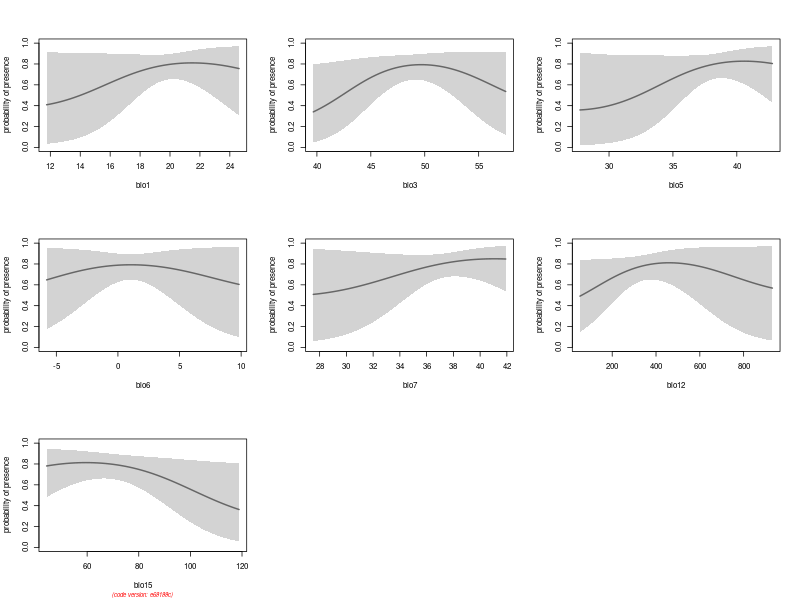 probability of presence
0.0 0.2 0.4 0.6 0.8 1.0
12 14 16 18 20 22 24
bio1
probability of presence
0.0 0.2 0.4 0.6 0.8 1.0
40 45 50 55
bio3
probability of presence
0.0 0.2 0.4 0.6 0.8 1.0
30 35 40
bio5
probability of presence
0.0 0.2 0.4 0.6 0.8 1.0
-5 0 5 10
bio6
probability of presence
0.0 0.2 0.4 0.6 0.8 1.0
28 30 32 34 36 38 40 42
bio7
probability of presence
0.0 0.2 0.4 0.6 0.8 1.0
200 400 600 800
bio12
probability of presence
0.0 0.2 0.4 0.6 0.8 1.0
60 80 100 120
bio15
(code version: